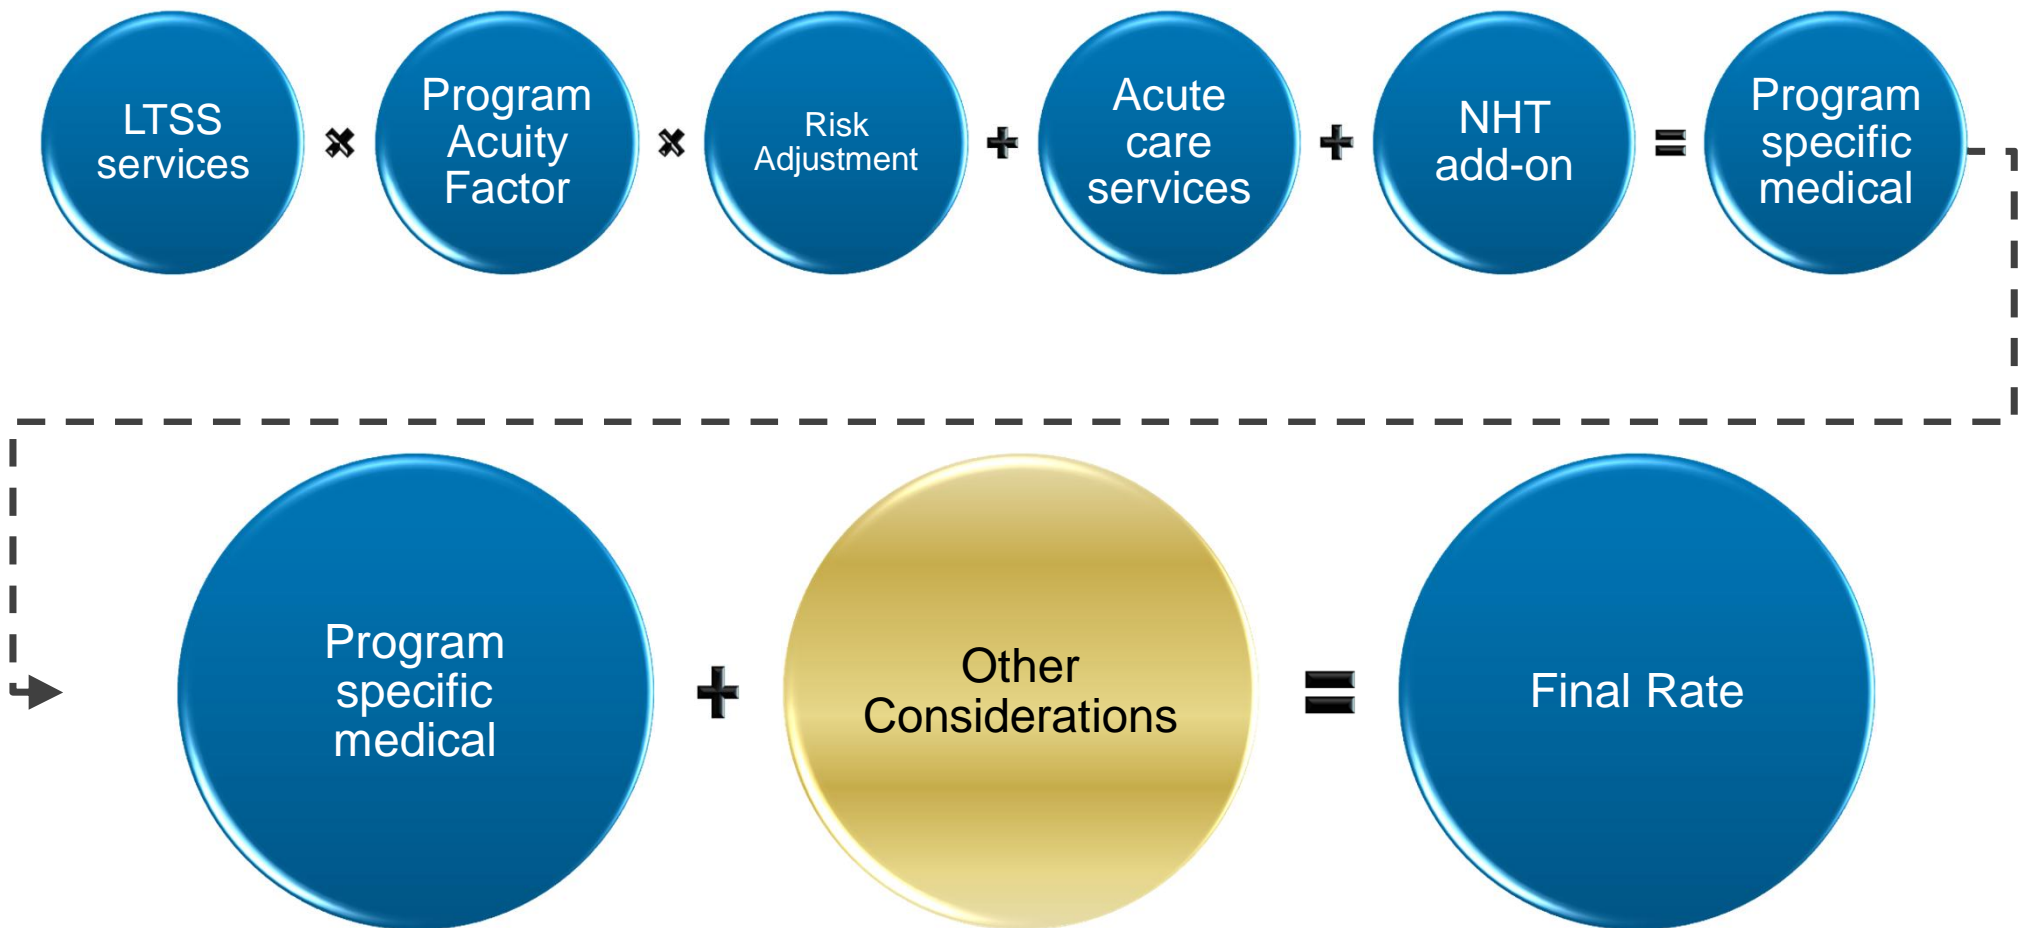 LTSS
services
×
Program
Acuity
Factor
×
Risk
Adjustment
+
Acute
care
services
+
NHT
add-on
=
Program
specific
medical
Program
specific
medical
+
Other
Considerations
=
Final Rate